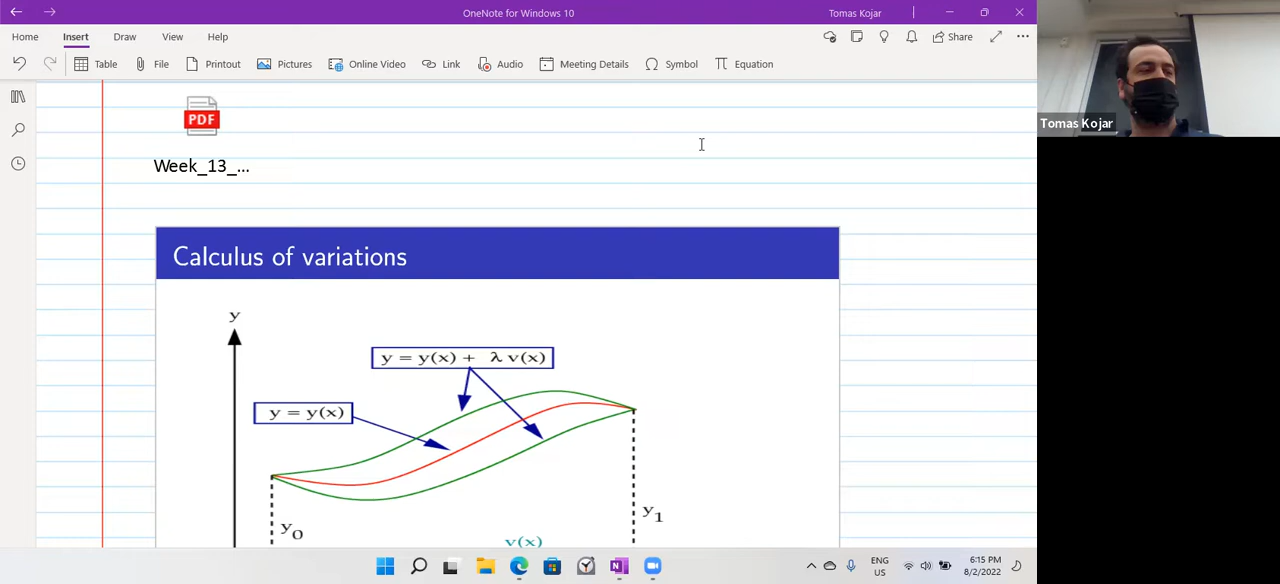 OneNote for Windows 10
Tomas Kojar
Home Insert Draw View Help
Share
Table File Printout Pictures Online Video Link Audio Meeting Details Symbol Equation
Tomas Kojar
PDF
Week_13_...
Calculus of variations
y
y = y(x) + λ v(x)
y = y(x)
y0
y1
v(x)
ENG
US
6:15 PM
8/2/2022